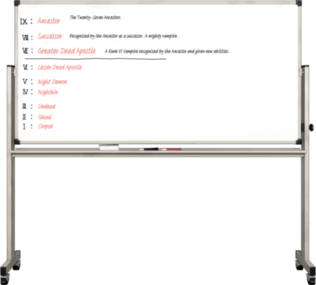 IX : Ancestor The Twenty-Seven Ancestors.
VIII : Successor Recognized by the Ancestor as a successor. A mighty vampire.
VII : Greater Dead Apostle A Rank VI Vampire recognized by the Ancestor and given new abilities.
VI : Lesser Dead Apostle
V : Night Demon
IV : Nightkin
III : Undead
II : Ghoul
I : Corpse